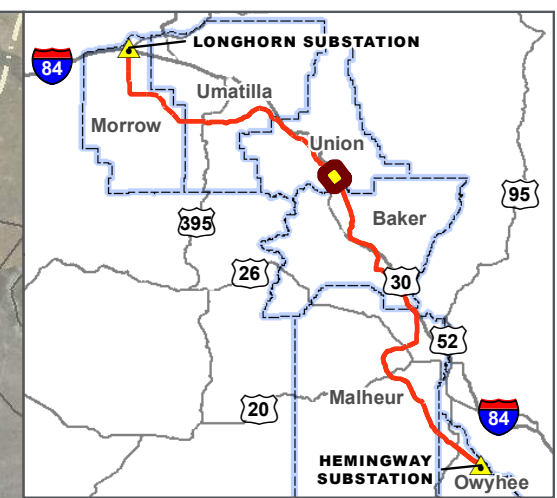 LONGHORN SUBSTATION
84
Umatilla
Morrow
Union
95
Baker
395
26
30
52
Malheur
20
84
HEMINGWAY
SUBSTATION
Owyhee